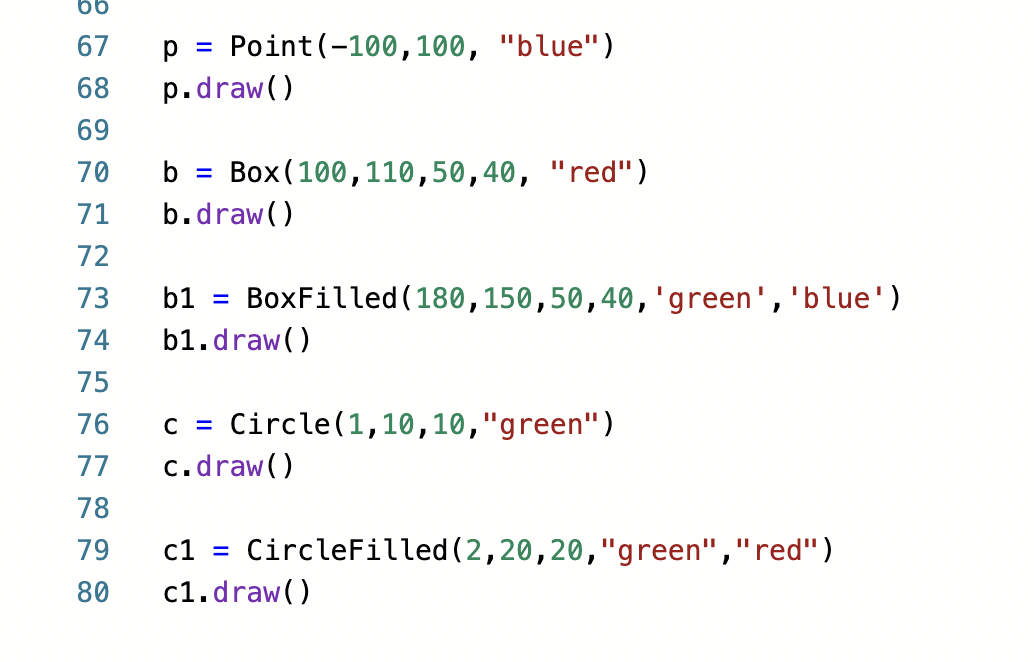 66
67 p = Point(-100,100, "blue")
68 p.draw()
69
70 b = Box(100,110,50,40, "red")
71 b.draw()
72
73 b1 = BoxFilled(180,150,50,40,'green','blue')
74 b1.draw()
75
76 c = Circle(1,10,10,"green")
77 c.draw()
78
79 c1 = CircleFilled(2,20,20,"green","red")
80 c1.draw()